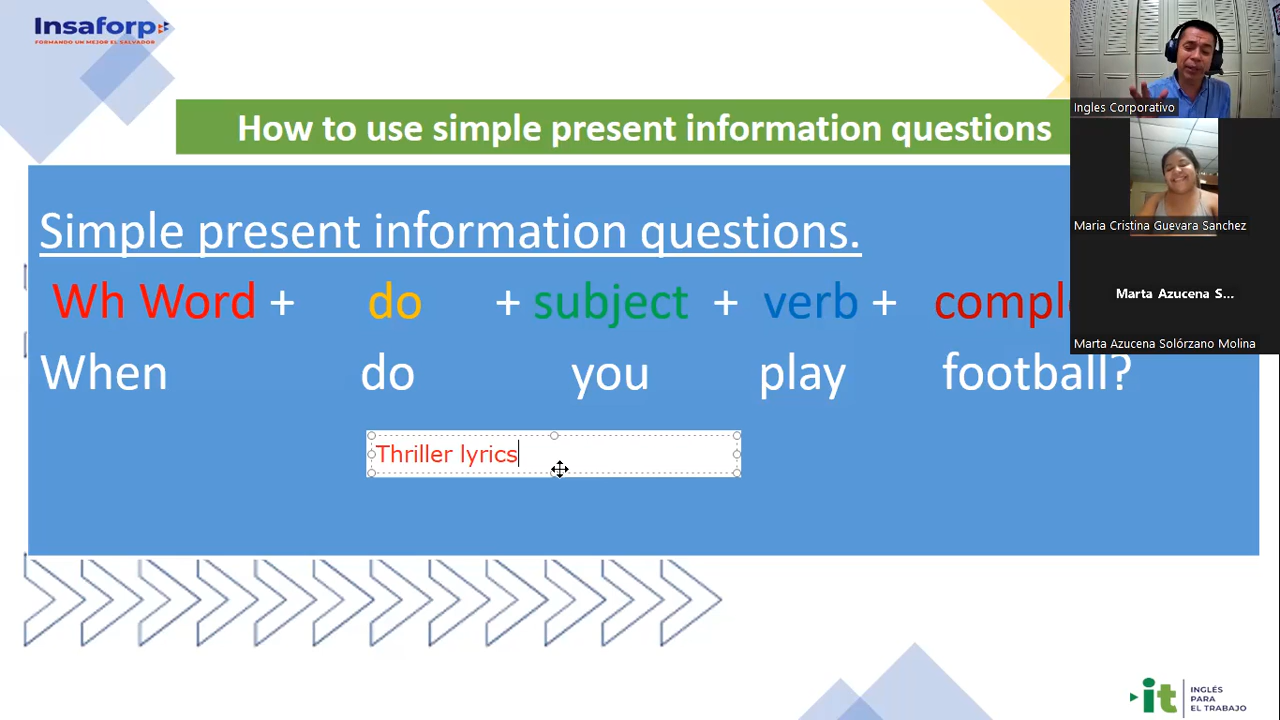 Insaforp
FORMANDO UN MEJOR EL SALVADOR
How to use simple present information questions
Simple present information questions.
Wh Word + do + subject + verb + comple
When do you play football?
Thriller lyrics
Ingles Corporativo
Maria Cristina Guevara Sanchez
Marta Azucena S...
Marta Azucena Solórzano Molina
it INGLÉS
PARA
EL TRABAJO